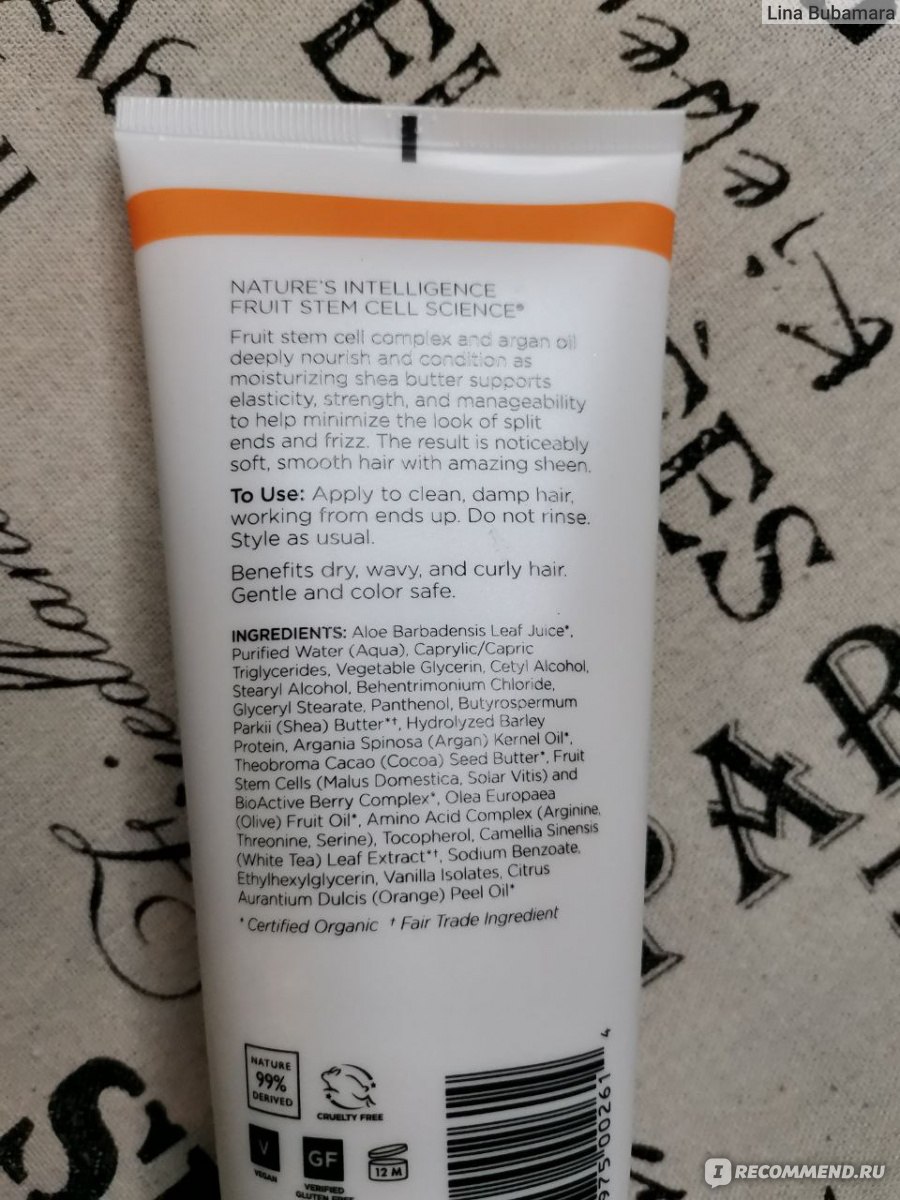 Lina Bubamara
NATURE'S INTELLIGENCE
FRUIT STEM CELL SCIENCE®
Fruit stem cell complex and argan oil
deeply nourish and condition as
moisturizing shea butter supports
elasticity, strength, and manageability
to help minimize the look of split
ends and frizz. The result is noticeably
soft, smooth hair with amazing sheen.
To Use: Apply to clean, damp hair,
working from ends up. Do not rinse.
Style as usual.
Benefits dry, wavy, and curly hair.
Gentle and color safe.
INGREDIENTS: Aloe Barbadensis Leaf Juice*,
Purified Water (Aqua), Caprylic/Capric
Triglycerides, Vegetable Glycerin, Cetyl Alcohol,
Stearyl Alcohol, Behentrimonium Chloride,
Glyceryl Stearate, Panthenol, Butyrospermum
Parkii (Shea) Butter*†, Hydrolyzed Barley
Protein, Argania Spinosa (Argan) Kernel Oil*,
Theobroma Cacao (Cocoa) Seed Butter*, Fruit
Stem Cells (Malus Domestica, Solar Vitis) and
BioActive Berry Complex*, Olea Europaea
(Olive) Fruit Oil*, Amino Acid Complex (Arginine,
Threonine, Serine), Tocopherol, Camellia Sinensis
(White Tea) Leaf Extract*†, Sodium Benzoate,
Ethylhexylglycerin, Vanilla Isolates, Citrus
Aurantium Dulcis (Orange) Peel Oil*
* Certified Organic † Fair Trade Ingredient
NATURE
99%
DERIVED
CRUELTY FREE
V
VEGAN
GF
VERIFIED
GLUTEN FREE
12 M
975 00261 4
IRECOMMEND.RU